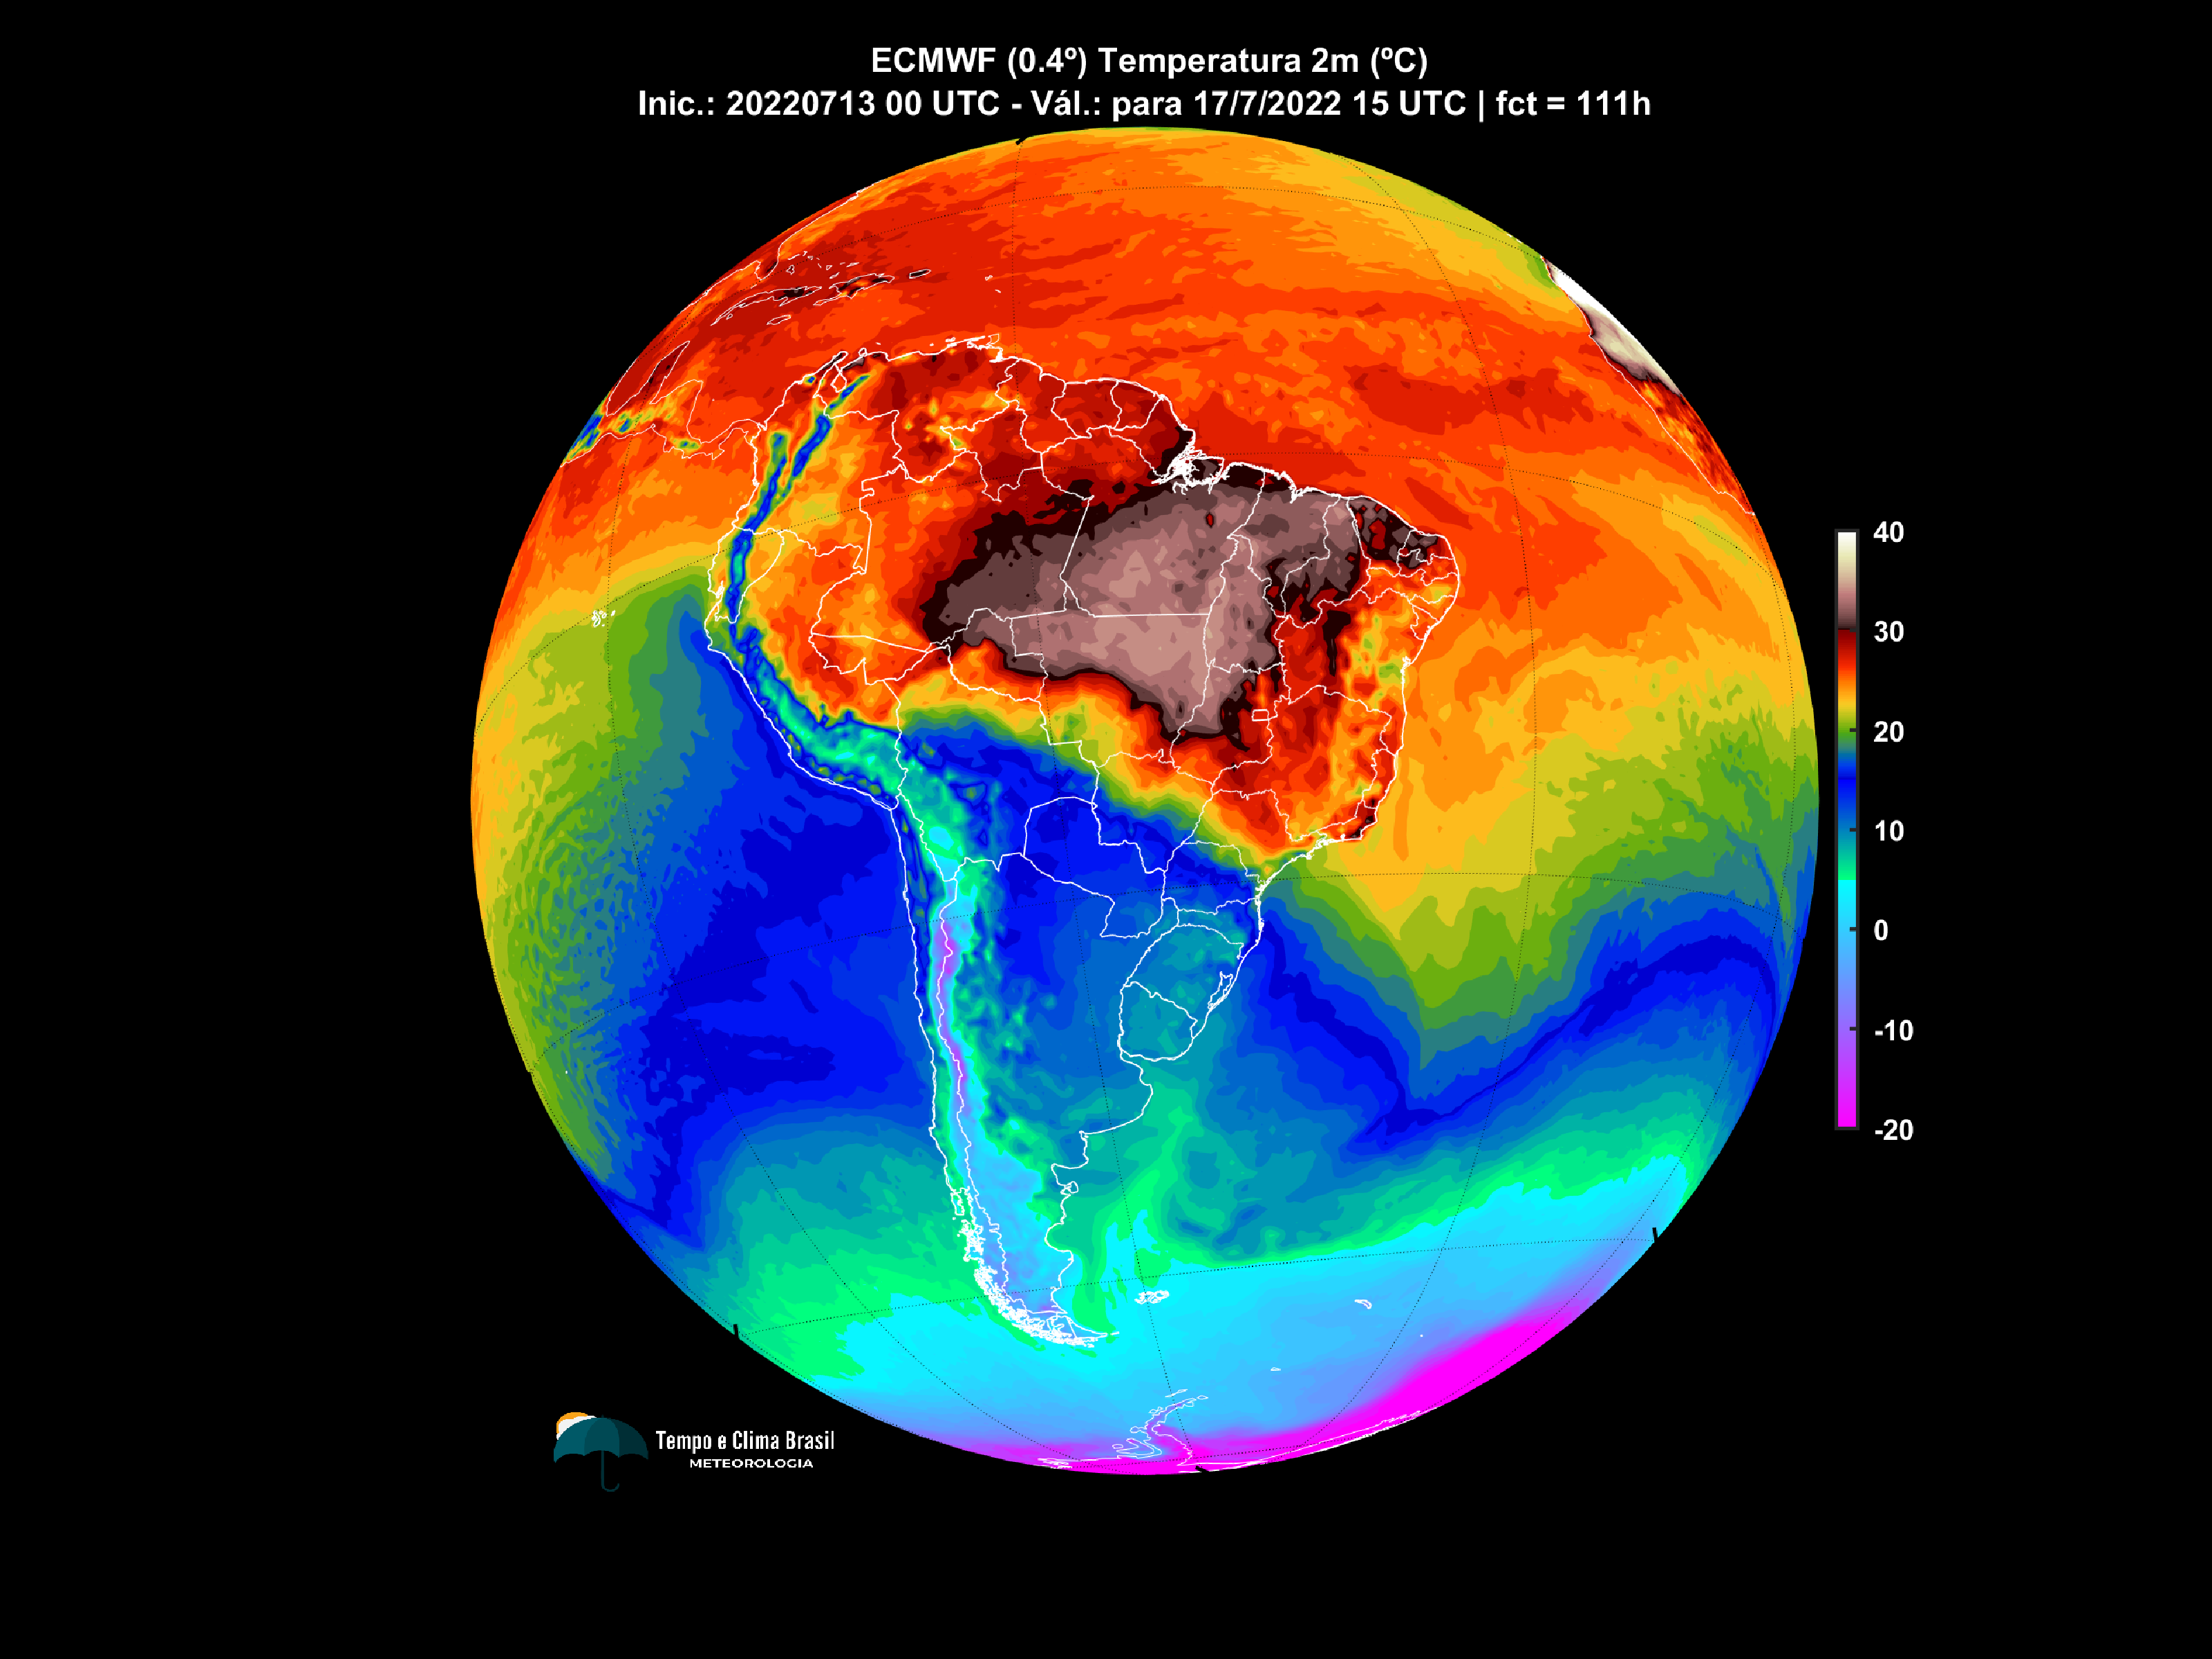 ECMWF (0.4º) Temperatura 2m (ºC)
Inic.: 20220713 00 UTC - Vál.: para 17/7/2022 15 UTC | fct = 111h
40
30
20
10
0
-10
-20
Tempo e Clima Brasil
METEOROLOGIA